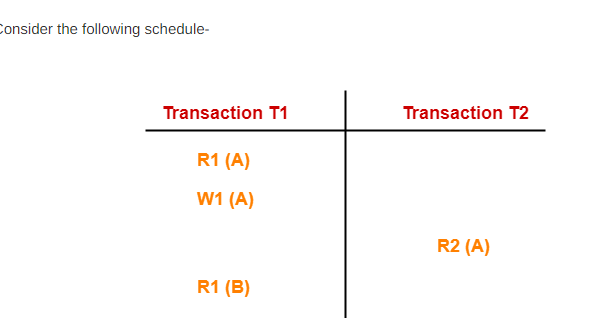 Consider the following schedule-
Transaction T1 Transaction T2
R1 (A)
W1 (A)
R2 (A)
R1 (B)